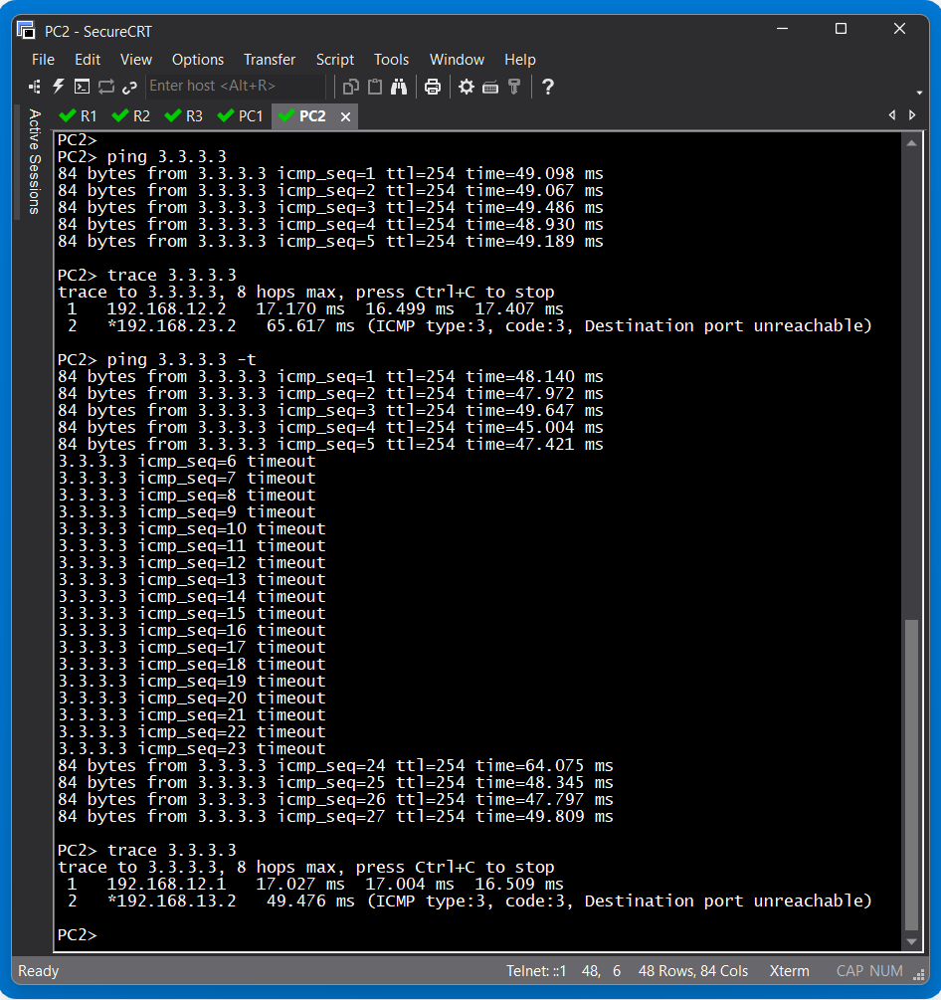 PC2 - SecureCRT
File Edit View Options Transfer Script Tools Window Help
Enter host <Alt+R>
R1 R2 R3 PC1 PC2
Active Sessions
PC2>
PC2> ping 3.3.3.3
84 bytes from 3.3.3.3 icmp_seq=1 ttl=254 time=49.098 ms
84 bytes from 3.3.3.3 icmp_seq=2 ttl=254 time=49.067 ms
84 bytes from 3.3.3.3 icmp_seq=3 ttl=254 time=49.486 ms
84 bytes from 3.3.3.3 icmp_seq=4 ttl=254 time=48.930 ms
84 bytes from 3.3.3.3 icmp_seq=5 ttl=254 time=49.189 ms
PC2> trace 3.3.3.3
trace to 3.3.3.3, 8 hops max, press Ctrl+C to stop
1 192.168.12.2 17.170 ms 16.499 ms 17.407 ms
2 *192.168.23.2 65.617 ms (ICMP type:3, code:3, Destination port unreachable)
PC2> ping 3.3.3.3 -t
84 bytes from 3.3.3.3 icmp_seq=1 ttl=254 time=48.140 ms
84 bytes from 3.3.3.3 icmp_seq=2 ttl=254 time=47.972 ms
84 bytes from 3.3.3.3 icmp_seq=3 ttl=254 time=49.647 ms
84 bytes from 3.3.3.3 icmp_seq=4 ttl=254 time=45.004 ms
84 bytes from 3.3.3.3 icmp_seq=5 ttl=254 time=47.421 ms
3.3.3.3 icmp_seq=6 timeout
3.3.3.3 icmp_seq=7 timeout
3.3.3.3 icmp_seq=8 timeout
3.3.3.3 icmp_seq=9 timeout
3.3.3.3 icmp_seq=10 timeout
3.3.3.3 icmp_seq=11 timeout
3.3.3.3 icmp_seq=12 timeout
3.3.3.3 icmp_seq=13 timeout
3.3.3.3 icmp_seq=14 timeout
3.3.3.3 icmp_seq=15 timeout
3.3.3.3 icmp_seq=16 timeout
3.3.3.3 icmp_seq=17 timeout
3.3.3.3 icmp_seq=18 timeout
3.3.3.3 icmp_seq=19 timeout
3.3.3.3 icmp_seq=20 timeout
3.3.3.3 icmp_seq=21 timeout
3.3.3.3 icmp_seq=22 timeout
3.3.3.3 icmp_seq=23 timeout
84 bytes from 3.3.3.3 icmp_seq=24 ttl=254 time=64.075 ms
84 bytes from 3.3.3.3 icmp_seq=25 ttl=254 time=48.345 ms
84 bytes from 3.3.3.3 icmp_seq=26 ttl=254 time=47.797 ms
84 bytes from 3.3.3.3 icmp_seq=27 ttl=254 time=49.809 ms
PC2> trace 3.3.3.3
trace to 3.3.3.3, 8 hops max, press Ctrl+C to stop
1 192.168.12.1 17.027 ms 17.004 ms 16.509 ms
2 *192.168.13.2 49.476 ms (ICMP type:3, code:3, Destination port unreachable)
PC2>
Ready Telnet: ::1 48, 6 48 Rows, 84 Cols Xterm CAP NUM